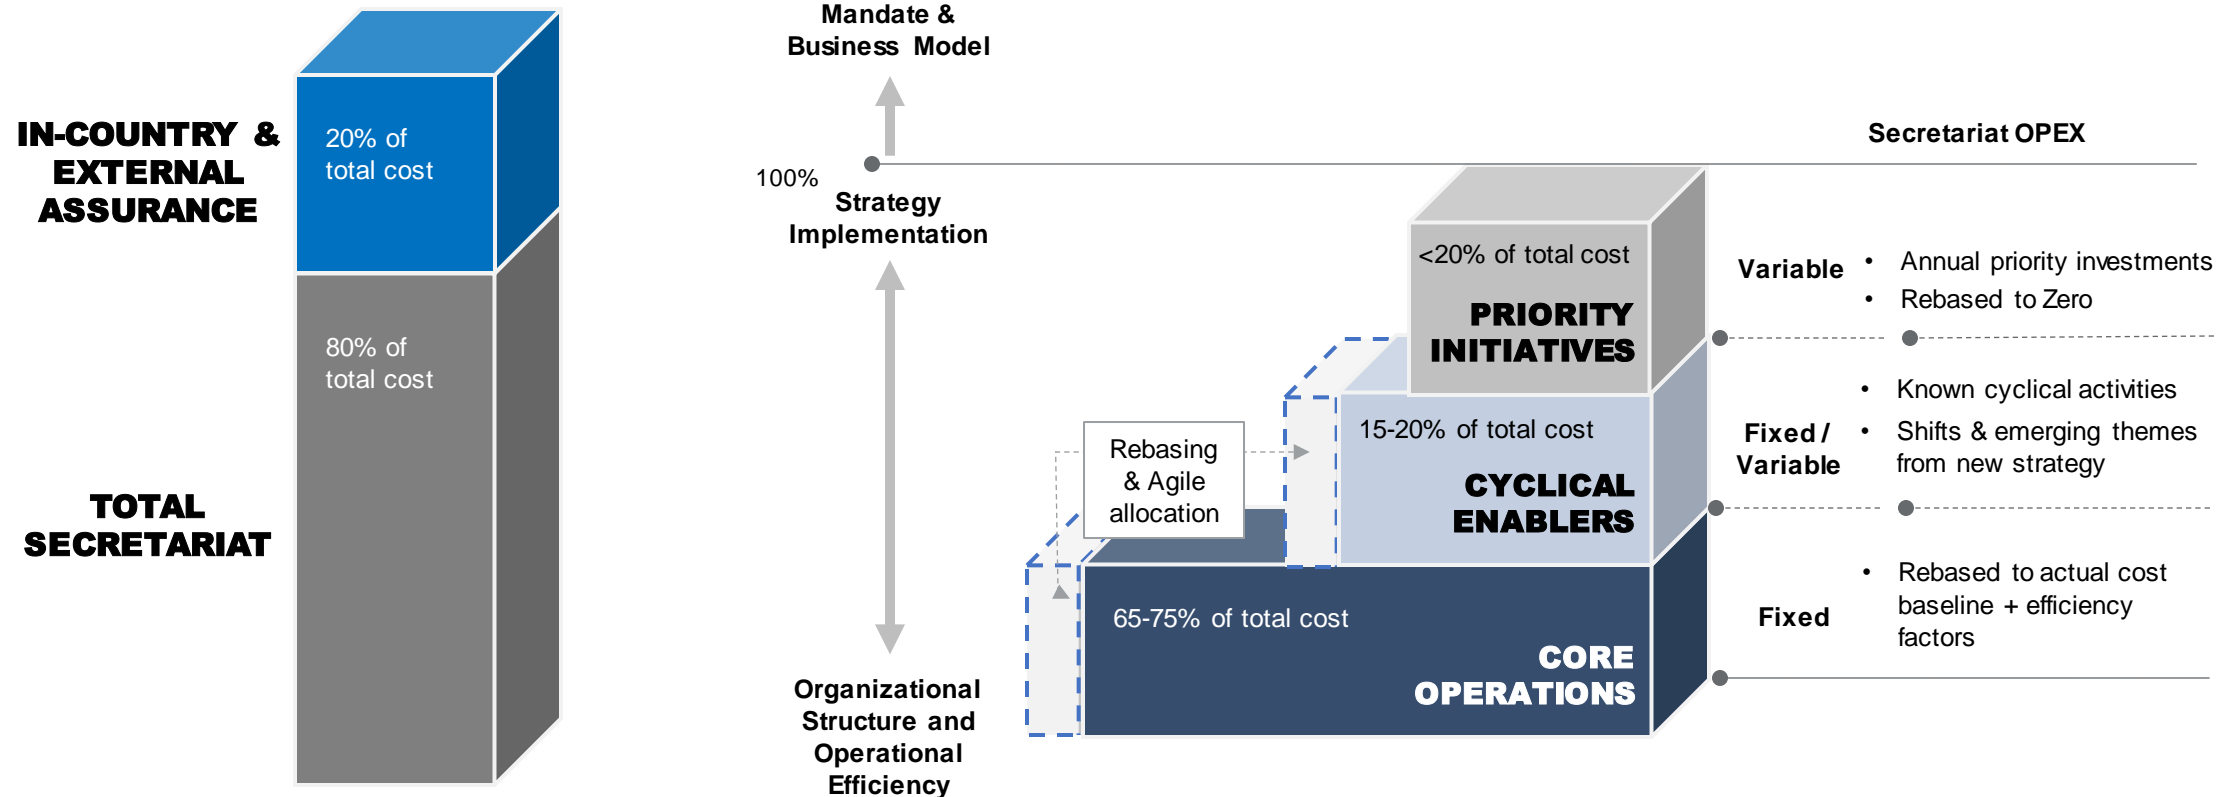 IN-COUNTRY &
EXTERNAL
ASSURANCE
20% of
total cost
80% of
total cost
TOTAL
SECRETARIAT
Mandate &
Business Model
100%
Strategy
Implementation
Organizational
Structure and
Operational
Efficiency
Secretariat OPEX
<20% of total cost
PRIORITY
INITIATIVES
Variable
• Annual priority investments
• Rebased to Zero
Rebasing
& Agile
allocation
15-20% of total cost
CYCLICAL
ENABLERS
Fixed /
Variable
• Known cyclical activities
• Shifts & emerging themes
from new strategy
65-75% of total cost
CORE
OPERATIONS
Fixed
• Rebased to actual cost
baseline + efficiency
factors